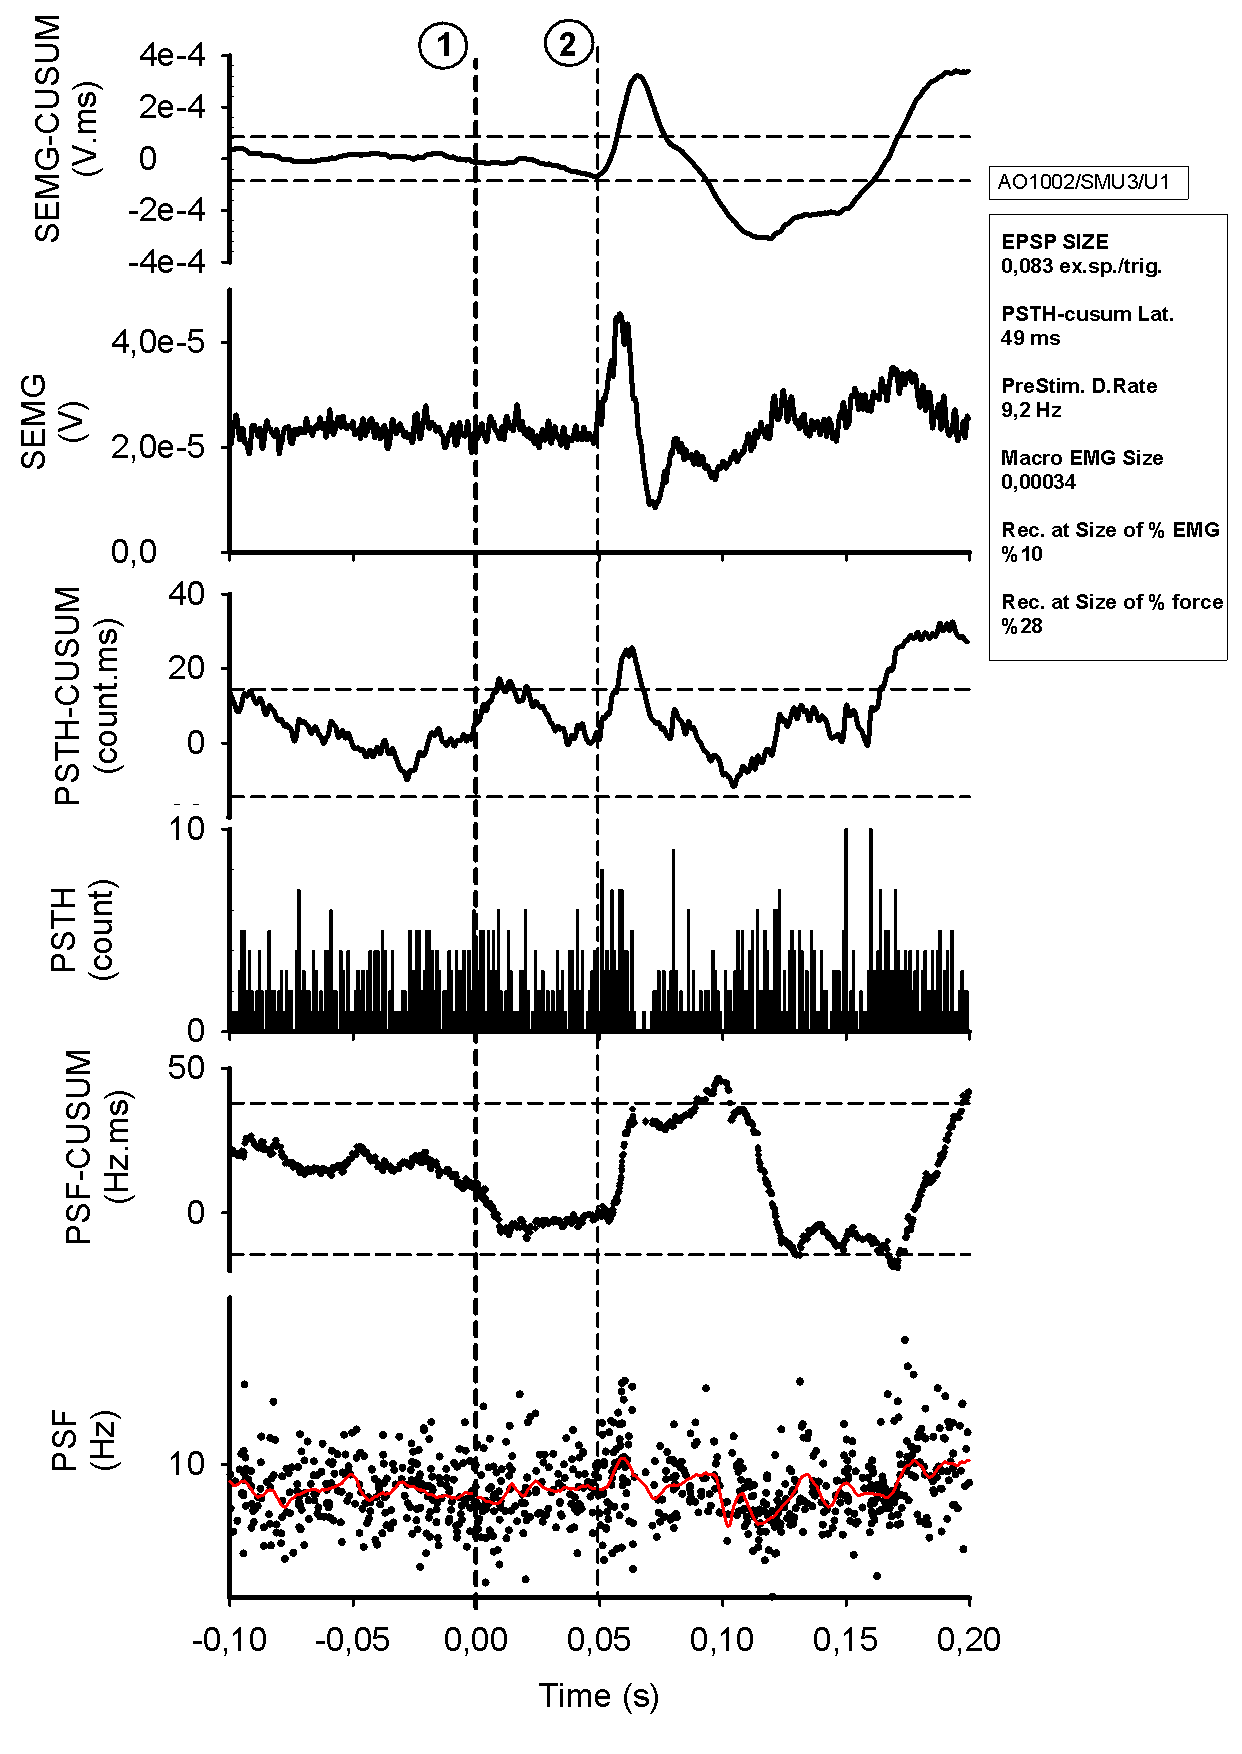 1
2
SEMG-CUSUM
(V.ms)
4e-4
2e-4
0
-2e-4
-4e-4
AO1002/SMU3/U1
EPSP SIZE
0,083 ex.sp./trig.
PSTH-cusum Lat.
49 ms
PreStim. D.Rate
9,2 Hz
Macro EMG Size
0,00034
Rec. at Size of % EMG
%10
Rec. at Size of % force
%28
SEMG
(V)
4,0e-5
2,0e-5
0,0
PSTH-CUSUM
(count.ms)
40
20
0
PSTH
(count)
10
0
PSF-CUSUM
(Hz.ms)
50
0
PSF
(Hz)
10
-0,10 -0,05 0,00 0,05 0,10 0,15 0,20
Time (s)